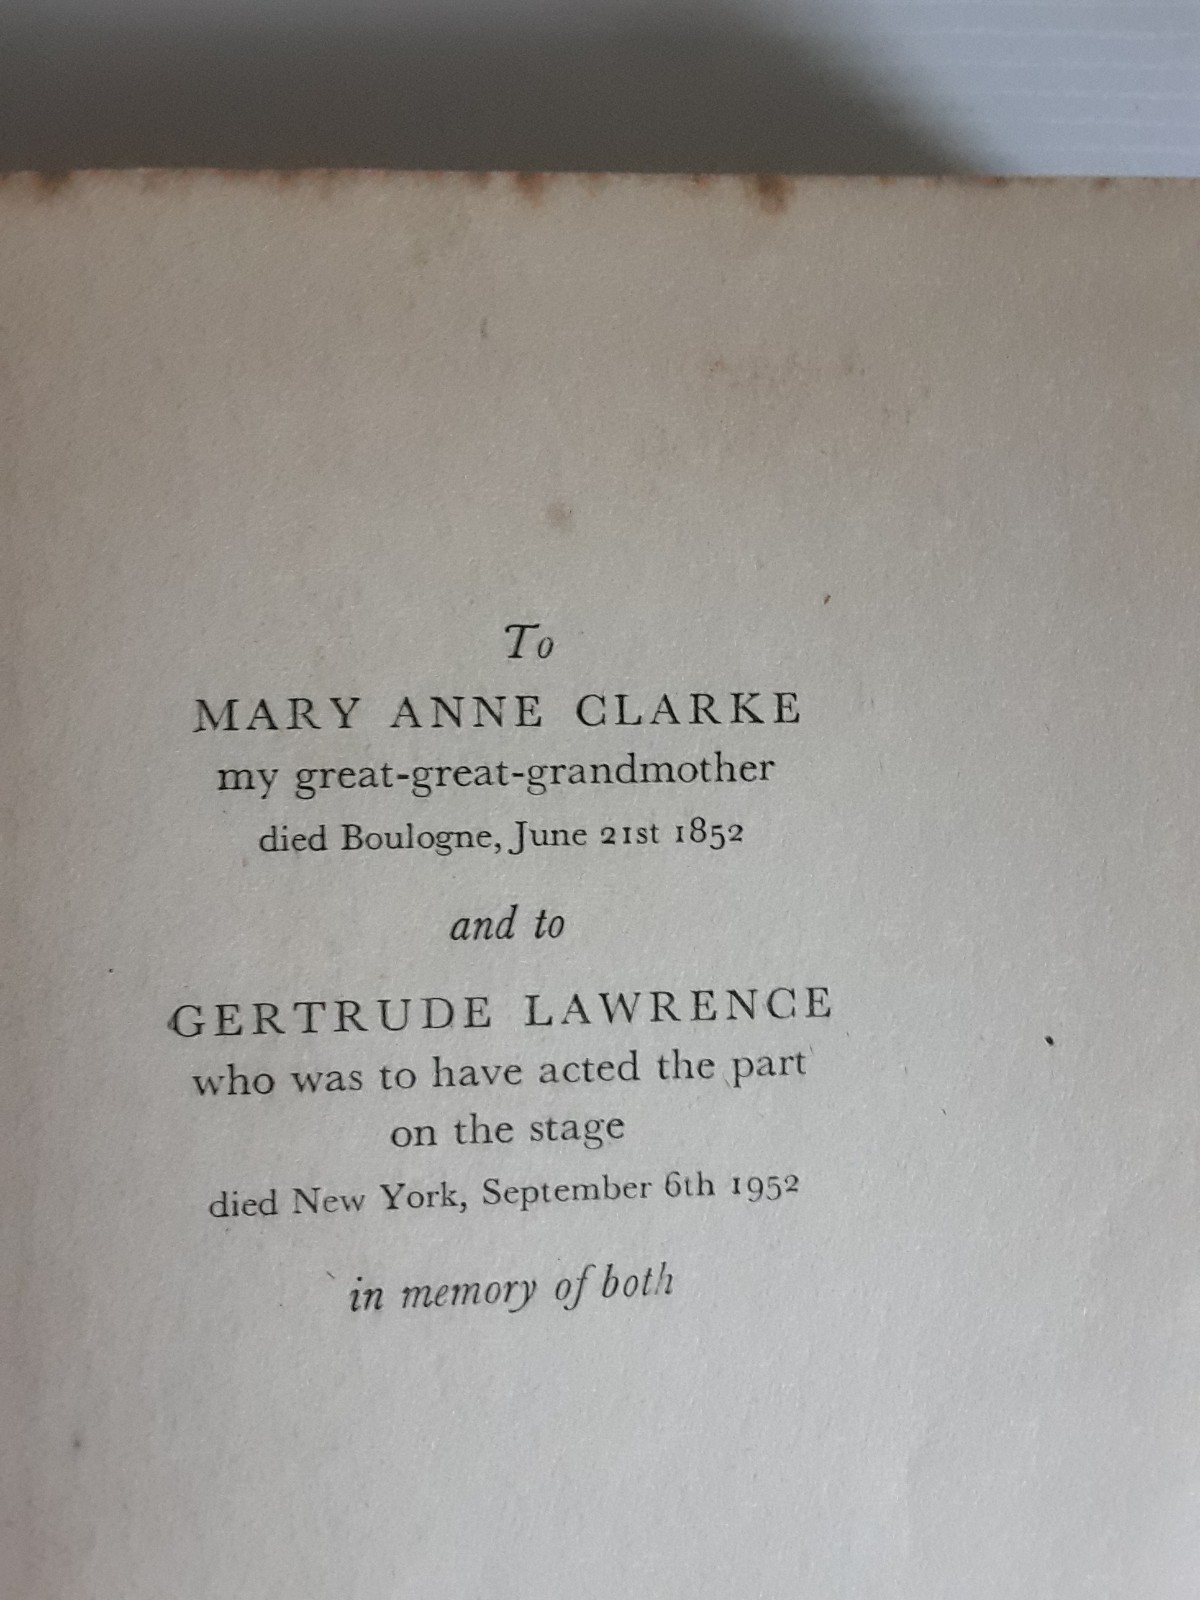 To
MARY ANNE CLARKE
my great-great-grandmother
died Boulogne, June 21st 1852
and to
GERTRUDE LAWRENCE
who was to have acted the part
on the stage
died New York, September 6th 1952
in memory of both